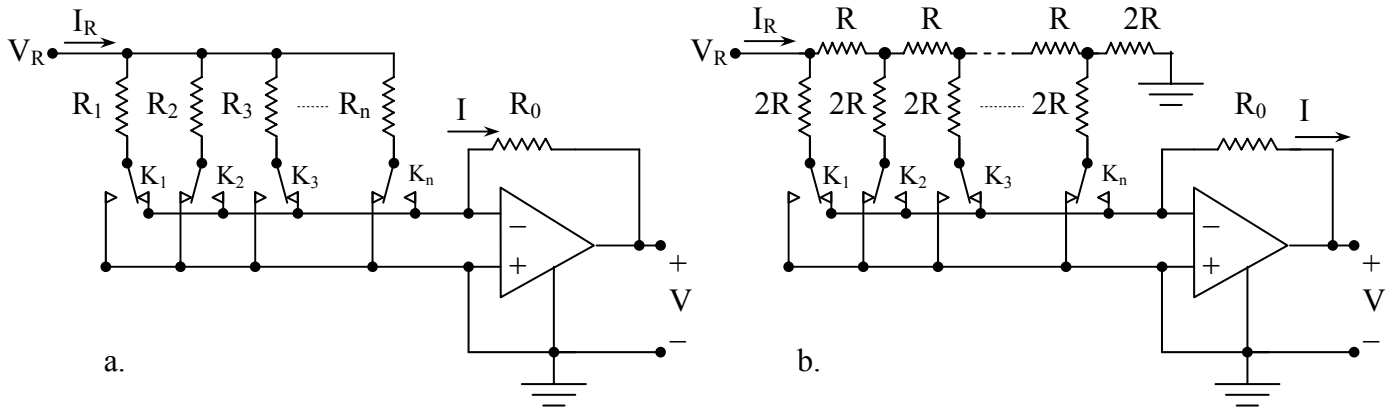 I_R
V_R
R_1 R_2 R_3 R_n
I R_0
K_1 K_2 K_3 K_n
−
+
+
V
−
a.
I_R R R R 2R
V_R
2R 2R 2R 2R
R_0 I
K_1 K_2 K_3 K_n
−
+
+
V
−
b.